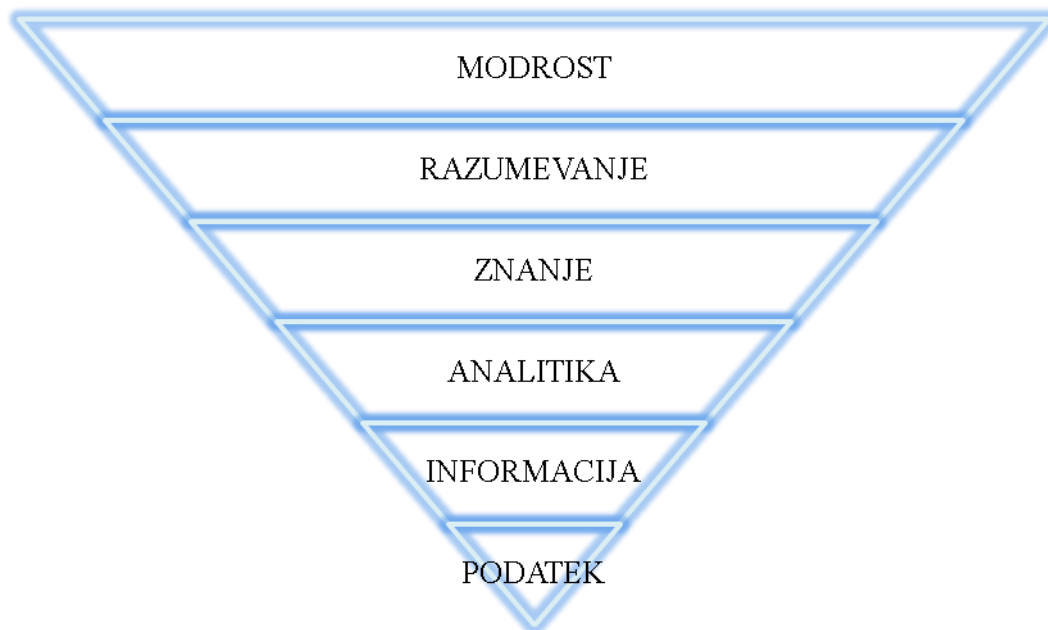 MODROST
RAZUMEVANJE
ZNANJE
ANALITIKA
INFORMACIJA
PODATEK